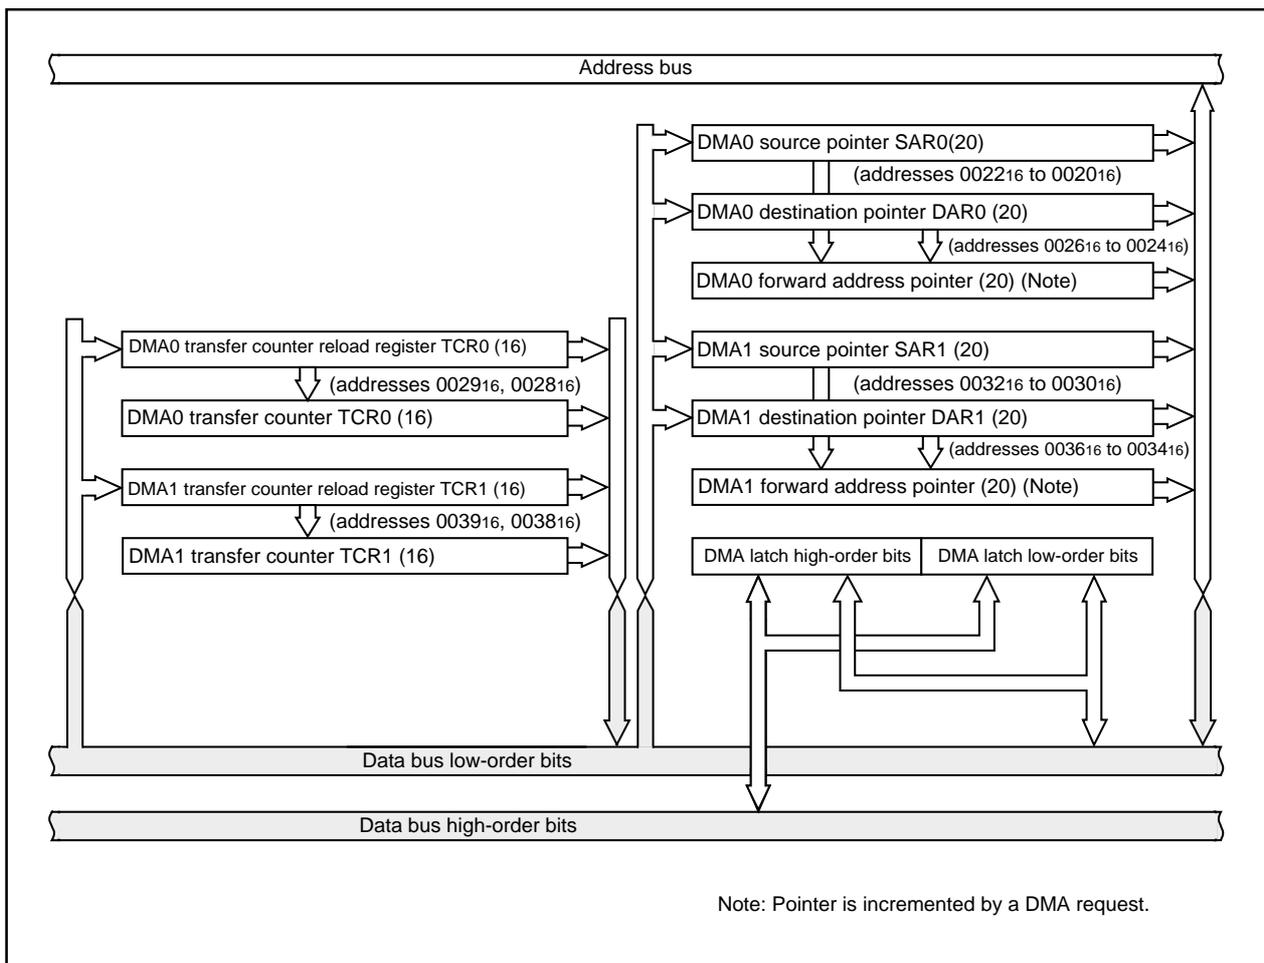 Address bus
DMA0 source pointer SAR0(20)
(addresses 0022₁₆ to 0020₁₆)
DMA0 destination pointer DAR0 (20)
(addresses 0026₁₆ to 0024₁₆)
DMA0 forward address pointer (20) (Note)
DMA0 transfer counter reload register TCR0 (16)
(addresses 0029₁₆, 0028₁₆)
DMA0 transfer counter TCR0 (16)
DMA1 transfer counter reload register TCR1 (16)
(addresses 0039₁₆, 0038₁₆)
DMA1 transfer counter TCR1 (16)
DMA1 source pointer SAR1 (20)
(addresses 0032₁₆ to 0030₁₆)
DMA1 destination pointer DAR1 (20)
(addresses 0036₁₆ to 0034₁₆)
DMA1 forward address pointer (20) (Note)
DMA latch high-order bits
DMA latch low-order bits
Data bus low-order bits
Data bus high-order bits
Note: Pointer is incremented by a DMA request.